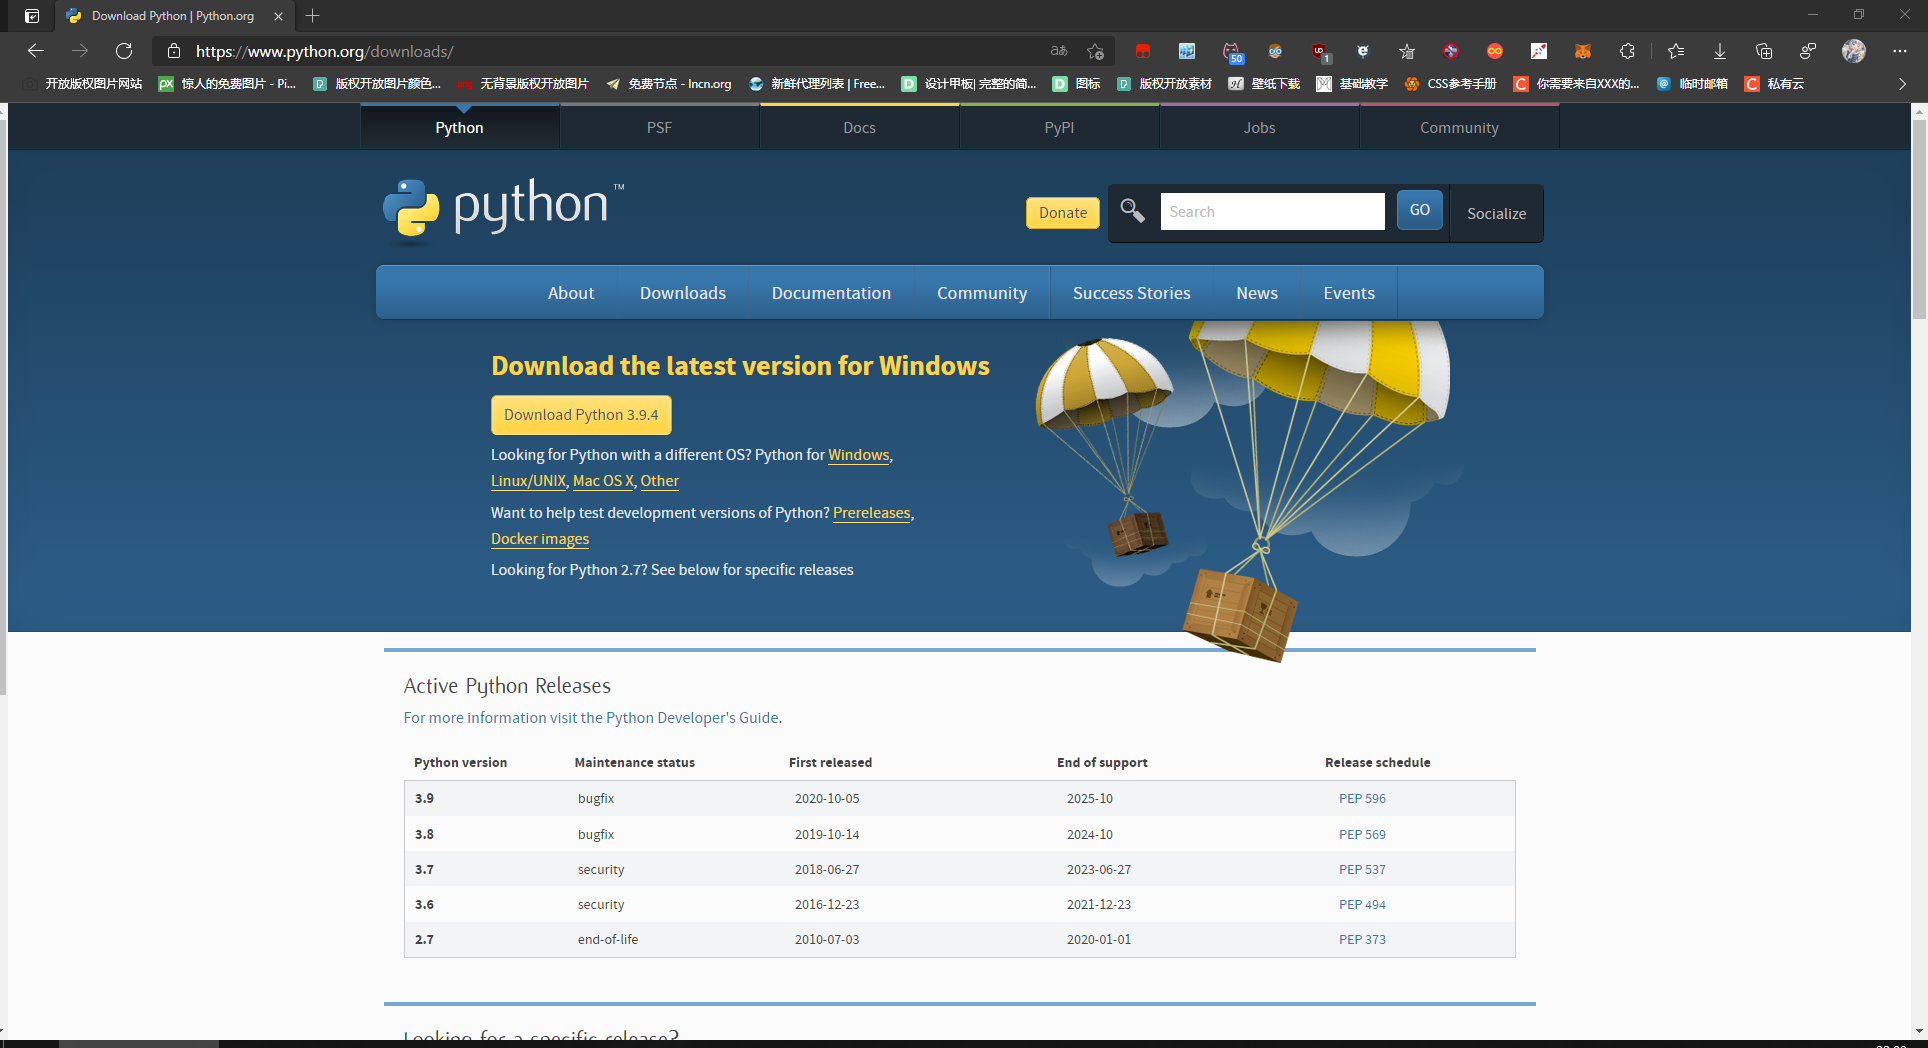 Download Python | Python.org
https://www.python.org/downloads/
aあ
50
1
开放版权图片网站
惊人的免费图片 - Pi...
版权开放图片颜色...
无背景版权开放图片
免费节点 - lncn.org
新鲜代理列表 | Free...
设计甲板| 完整的简...
图标
版权开放素材
壁纸下载
基础教学
CSS参考手册
你需要来自XXX的...
临时邮箱
私有云
Python
PSF
Docs
PyPI
Jobs
Community
python™
Donate
Search
GO
Socialize
About
Downloads
Documentation
Community
Success Stories
News
Events
Download the latest version for Windows
Download Python 3.9.4
Looking for Python with a different OS? Python for Windows,
Linux/UNIX, Mac OS X, Other
Want to help test development versions of Python? Prereleases,
Docker images
Looking for Python 2.7? See below for specific releases
Active Python Releases
For more information visit the Python Developer's Guide.
Python version Maintenance status First released End of support Release schedule
3.9 bugfix 2020-10-05 2025-10 PEP 596
3.8 bugfix 2019-10-14 2024-10 PEP 569
3.7 security 2018-06-27 2023-06-27 PEP 537
3.6 security 2016-12-23 2021-12-23 PEP 494
2.7 end-of-life 2010-07-03 2020-01-01 PEP 373
Looking for a specific release?